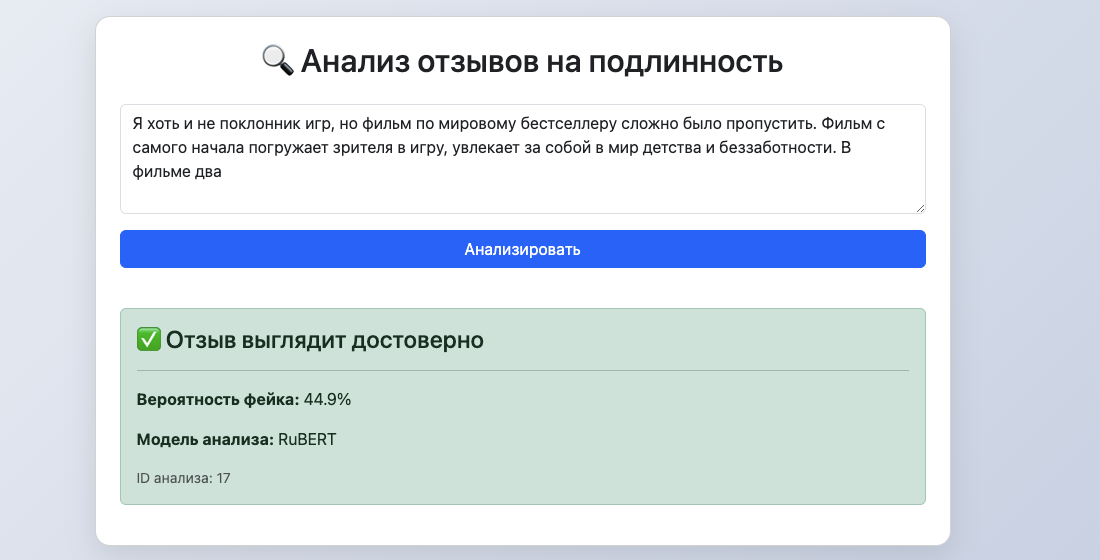 🔍 Анализ отзывов на подлинность
Я хоть и не поклонник игр, но фильм по мировому бестселлеру сложно было пропустить. Фильм с
самого начала погружает зрителя в игру, увлекает за собой в мир детства и беззаботности. В
фильме два
Анализировать
✅ Отзыв выглядит достоверно
Вероятность фейка: 44.9%
Модель анализа: RuBERT
ID анализа: 17